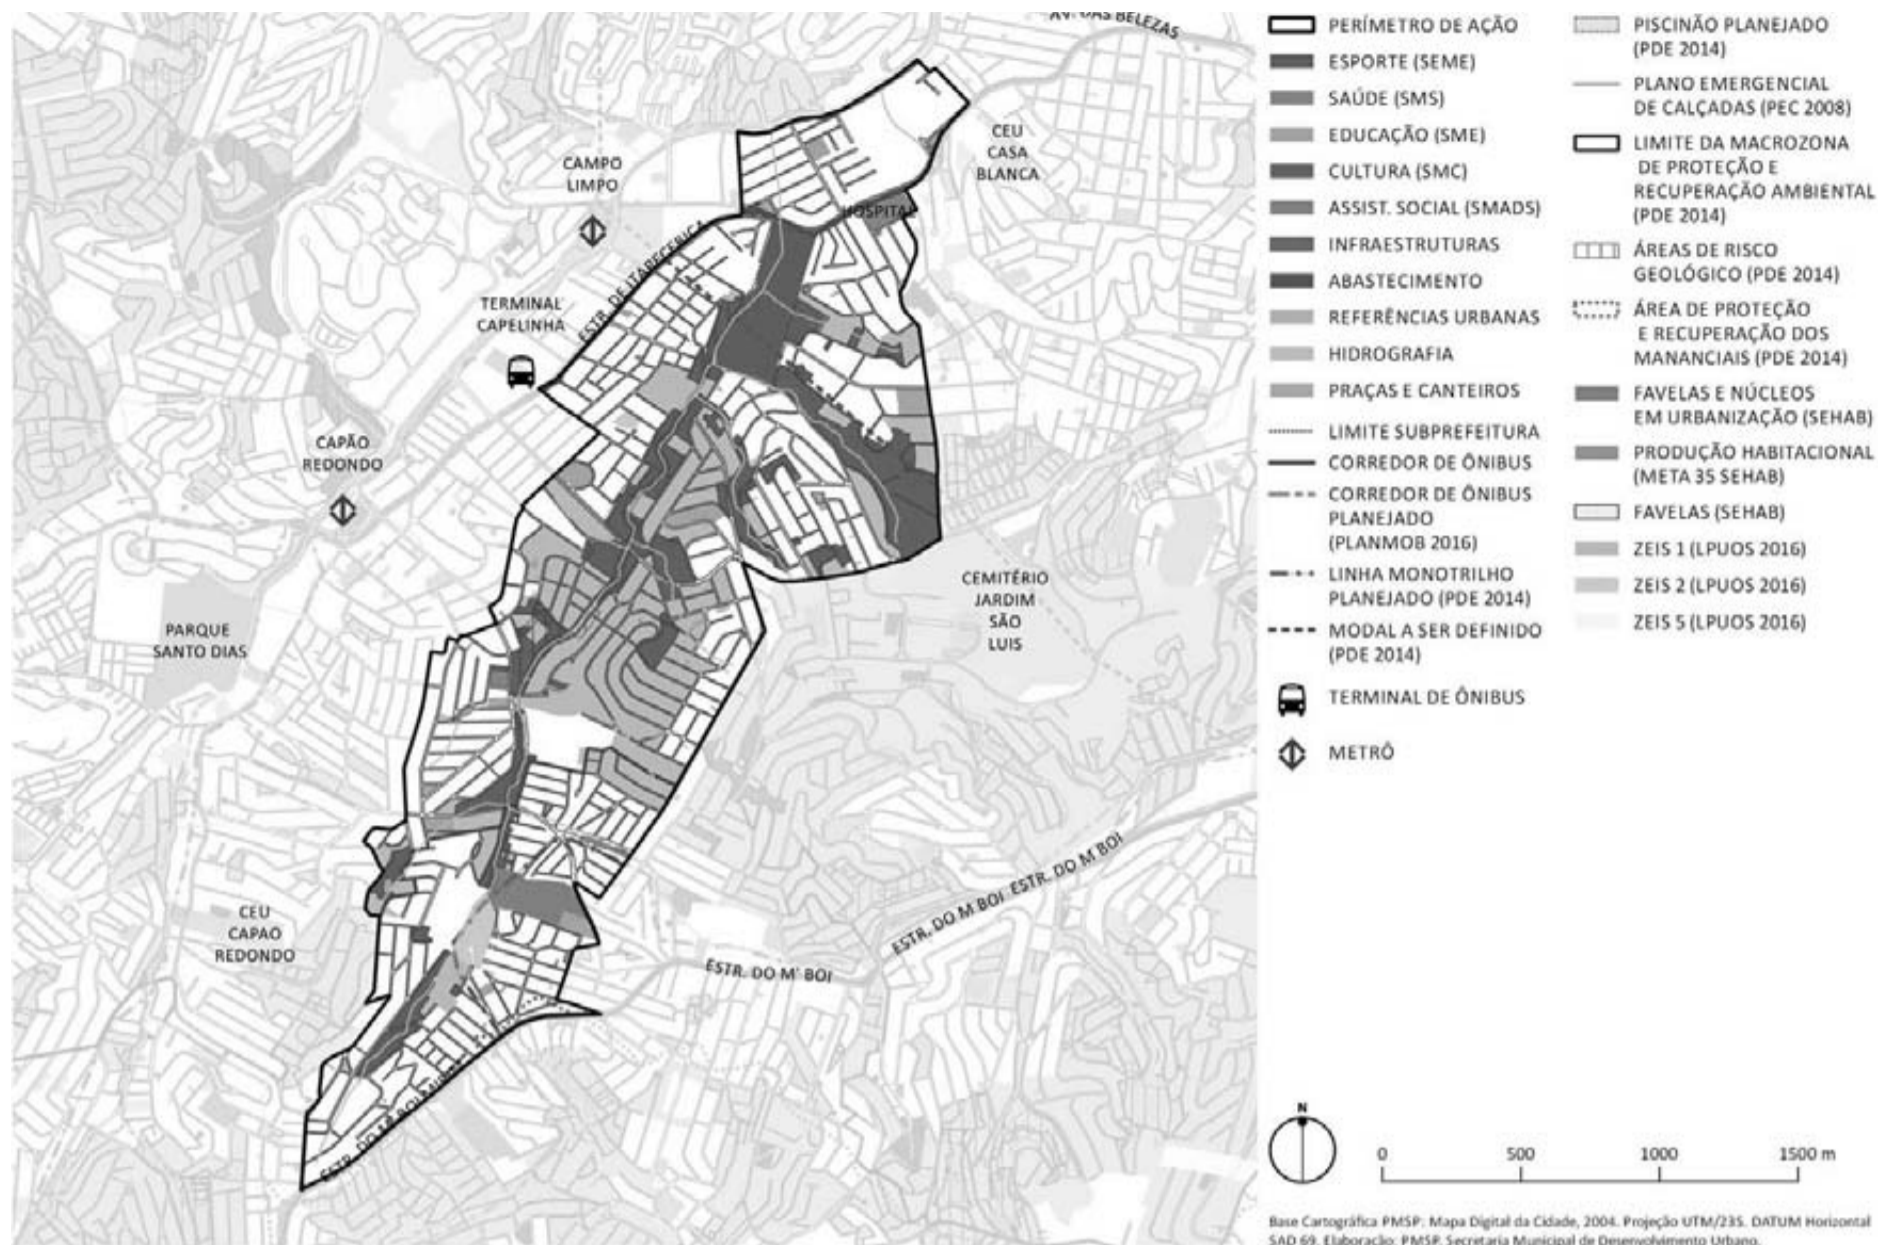 AV. DAS BELEZAS
CEU
CASA
BLANCA
CAMPO
LIMPO
HOSPITAL
ESTR. DE ITAPECERICA
TERMINAL
CAPELINHA
CAPÃO
REDONDO
CEMITÉRIO
JARDIM
SÃO
LUIS
PARQUE
SANTO DIAS
ESTR. DO M BOI
ESTR. DO M BOI
CEU
CAPAO
REDONDO
ESTR. DO M' BOI
ESTR. DO M' BOI MIRIM
PERÍMETRO DE AÇÃO
ESPORTE (SEME)
SAÚDE (SMS)
EDUCAÇÃO (SME)
CULTURA (SMC)
ASSIST. SOCIAL (SMADS)
INFRAESTRUTURAS
ABASTECIMENTO
REFERÊNCIAS URBANAS
HIDROGRAFIA
PRAÇAS E CANTEIROS
LIMITE SUBPREFEITURA
CORREDOR DE ÔNIBUS
CORREDOR DE ÔNIBUS
PLANEJADO
(PLANMOB 2016)
LINHA MONOTRILHO
PLANEJADO (PDE 2014)
MODAL A SER DEFINIDO
(PDE 2014)
TERMINAL DE ÔNIBUS
METRÔ
PISCINÃO PLANEJADO
(PDE 2014)
PLANO EMERGENCIAL
DE CALÇADAS (PEC 2008)
LIMITE DA MACROZONA
DE PROTEÇÃO E
RECUPERAÇÃO AMBIENTAL
(PDE 2014)
ÁREAS DE RISCO
GEOLÓGICO (PDE 2014)
ÁREA DE PROTEÇÃO
E RECUPERAÇÃO DOS
MANANCIAIS (PDE 2014)
FAVELAS E NÚCLEOS
EM URBANIZAÇÃO (SEHAB)
PRODUÇÃO HABITACIONAL
(META 35 SEHAB)
FAVELAS (SEHAB)
ZEIS 1 (LPUOS 2016)
ZEIS 2 (LPUOS 2016)
ZEIS 5 (LPUOS 2016)
N
0 500 1000 1500 m
Base Cartográfica PMSP: Mapa Digital da Cidade, 2004. Projeção UTM/23S. DATUM Horizontal
SAD 69. Elaboração: PMSP. Secretaria Municipal de Desenvolvimento Urbano.